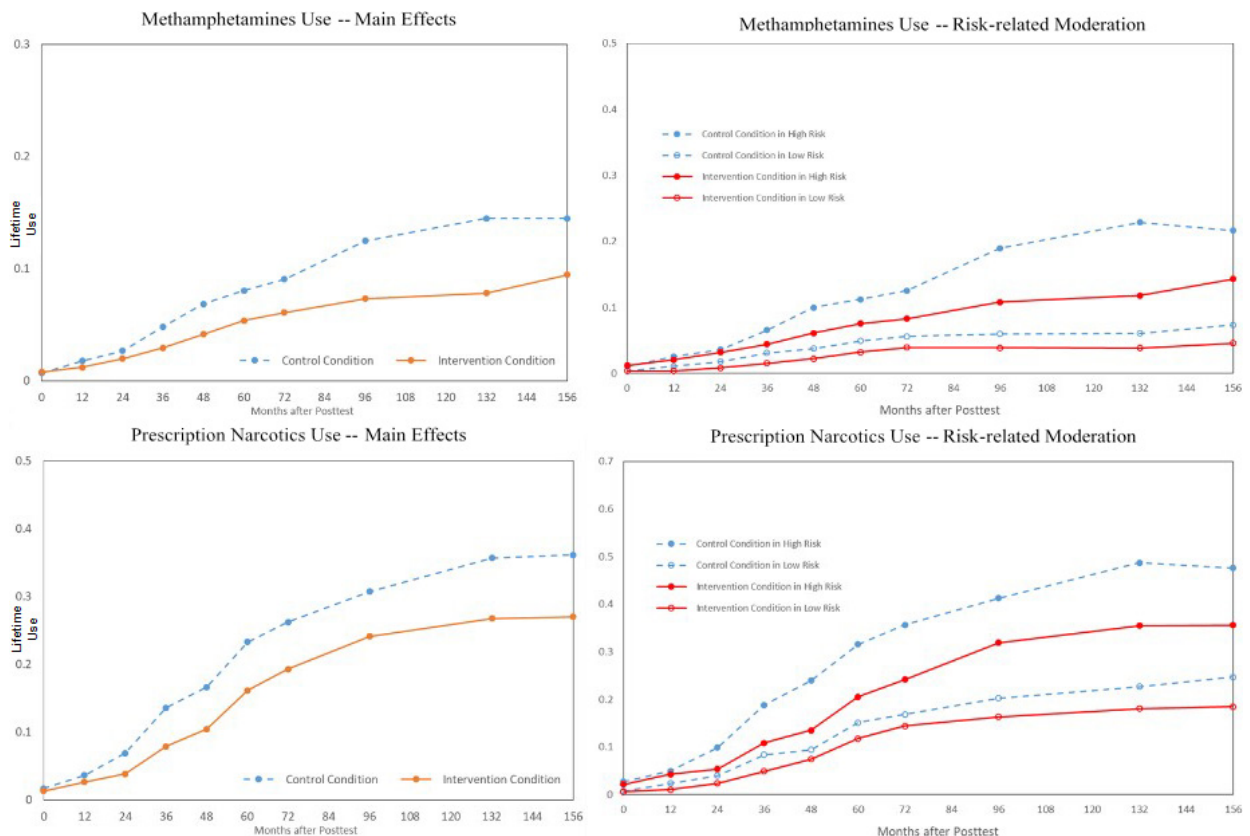 Methamphetamines Use -- Main Effects
0.3
0.2
0.1
0
Lifetime
Use
Control Condition
Intervention Condition
0 12 24 36 48 60 72 84 96 108 120 132 144 156
Months after Posttest
Methamphetamines Use -- Risk-related Moderation
0.5
0.4
0.3
0.2
0.1
0
Control Condition in High Risk
Control Condition in Low Risk
Intervention Condition in High Risk
Intervention Condition in Low Risk
0 12 24 36 48 60 72 84 96 108 120 132 144 156
Months after Posttest
Prescription Narcotics Use -- Main Effects
0.5
0.4
0.3
0.2
0.1
0
Lifetime
Use
Control Condition
Intervention Condition
0 12 24 36 48 60 72 84 96 108 120 132 144 156
Months after Posttest
Prescription Narcotics Use -- Risk-related Moderation
0.7
0.6
0.5
0.4
0.3
0.2
0.1
0
Control Condition in High Risk
Control Condition in Low Risk
Intervention Condition in High Risk
Intervention Condition in Low Risk
0 12 24 36 48 60 72 84 96 108 120 132 144 156
Months after Posttest